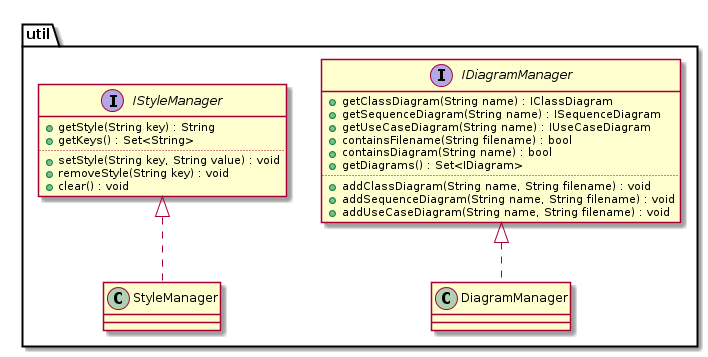 util
I IStyleManager
getStyle(String key) : String
getKeys() : Set<String>
setStyle(String key, String value) : void
removeStyle(String key) : void
clear() : void
I IDiagramManager
getClassDiagram(String name) : IClassDiagram
getSequenceDiagram(String name) : ISequenceDiagram
getUseCaseDiagram(String name) : IUseCaseDiagram
containsFilename(String filename) : bool
containsDiagram(String name) : bool
getDiagrams() : Set<IDiagram>
addClassDiagram(String name, String filename) : void
addSequenceDiagram(String name, String filename) : void
addUseCaseDiagram(String name, String filename) : void
C StyleManager
C DiagramManager